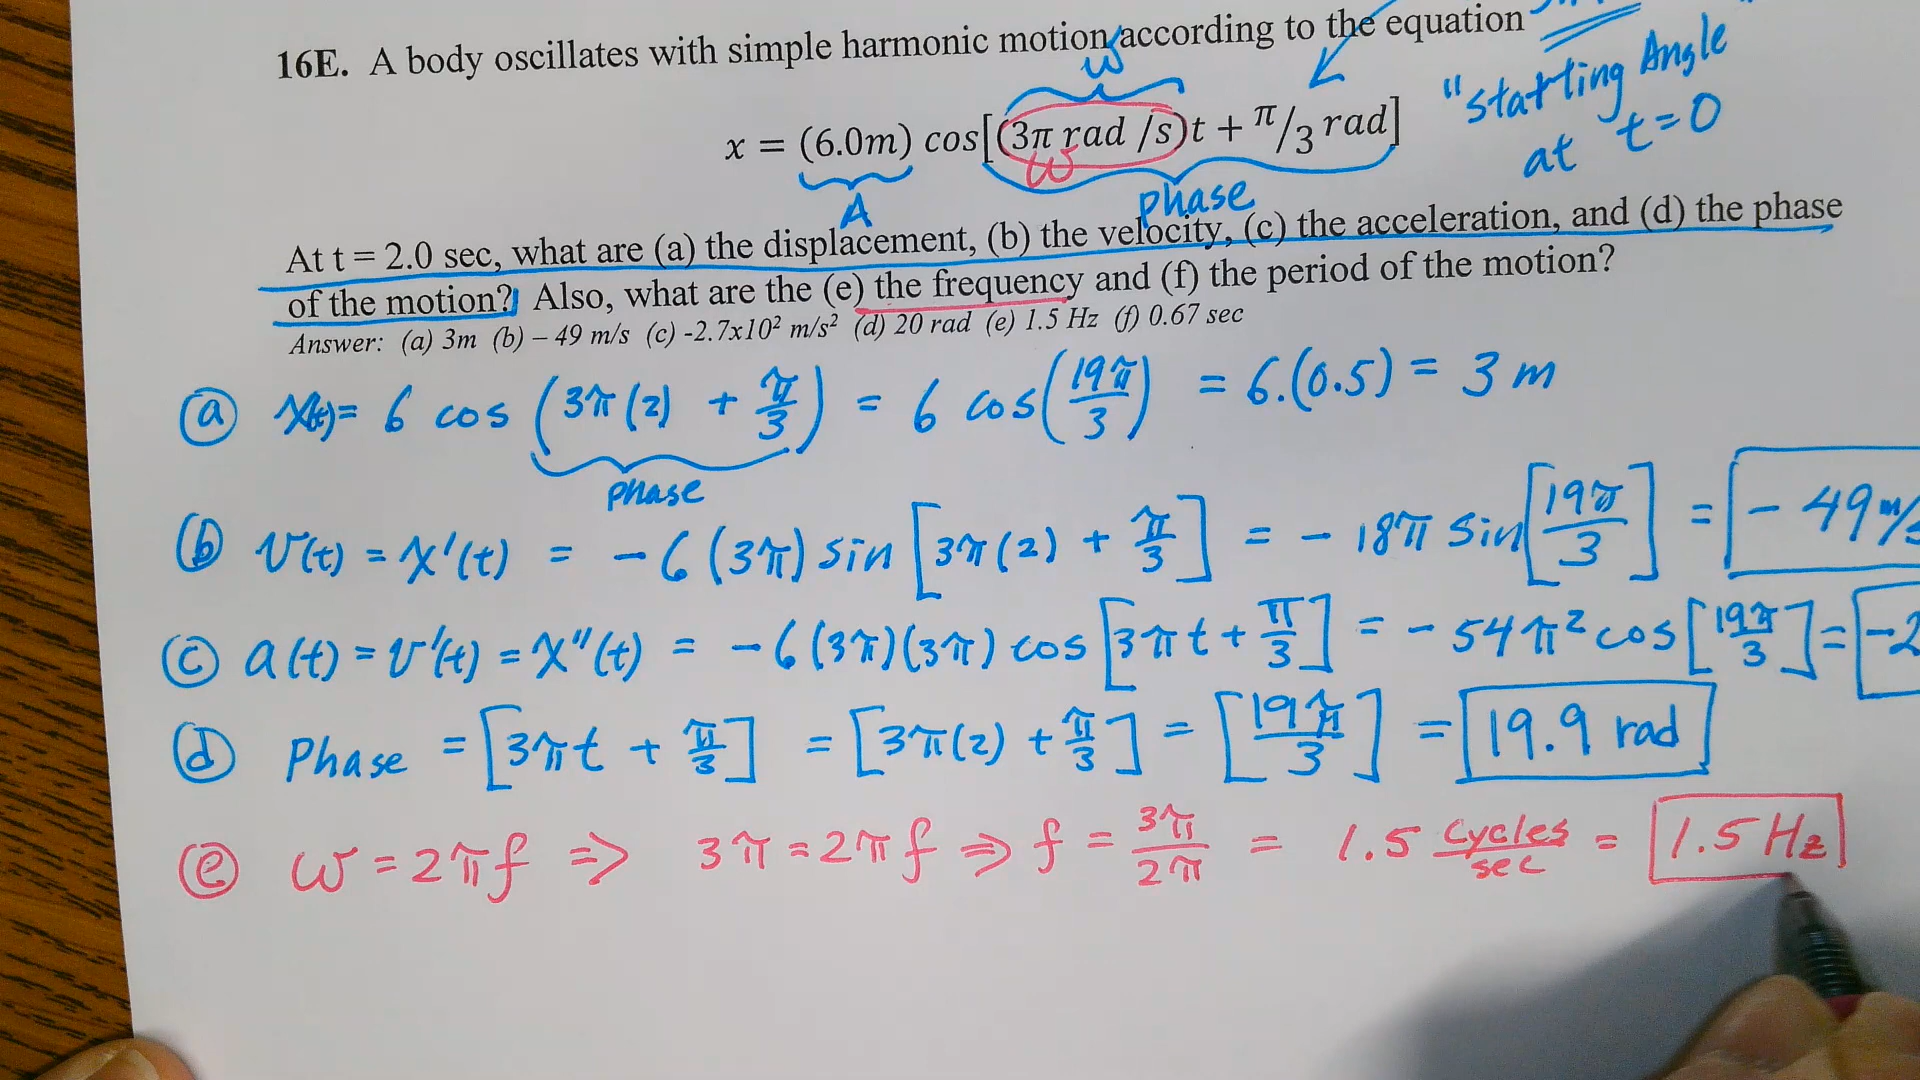 16E. A body oscillates with simple harmonic motion according to the equation
ω
x = (6.0m) cos[(3π rad /s)t + π/3 rad]
ω
"starting Angle"
at t=0
A
phase
At t = 2.0 sec, what are (a) the displacement, (b) the velocity, (c) the acceleration, and (d) the phase
of the motion? Also, what are the (e) the frequency and (f) the period of the motion?
Answer: (a) 3m (b) – 49 m/s (c) -2.7x10² m/s² (d) 20 rad (e) 1.5 Hz (f) 0.67 sec
(a) x(t)= 6 cos (3π(2) + π/3) = 6 cos(19π/3) = 6.(0.5) = 3 m
phase
(b) v(t) = x'(t) = -6 (3π) sin [3π(2) + π/3] = - 18π sin[19π/3] = - 49 m/s
(c) a(t) = v'(t) = x"(t) = -6(3π)(3π) cos [3πt + π/3] = - 54π² cos[19π/3] = -2
(d) Phase = [3πt + π/3] = [3π(2) + π/3] = [19π/3] = 19.9 rad
(e) ω = 2πf => 3π = 2πf => f = 3π/2π = 1.5 cycles/sec = 1.5 Hz